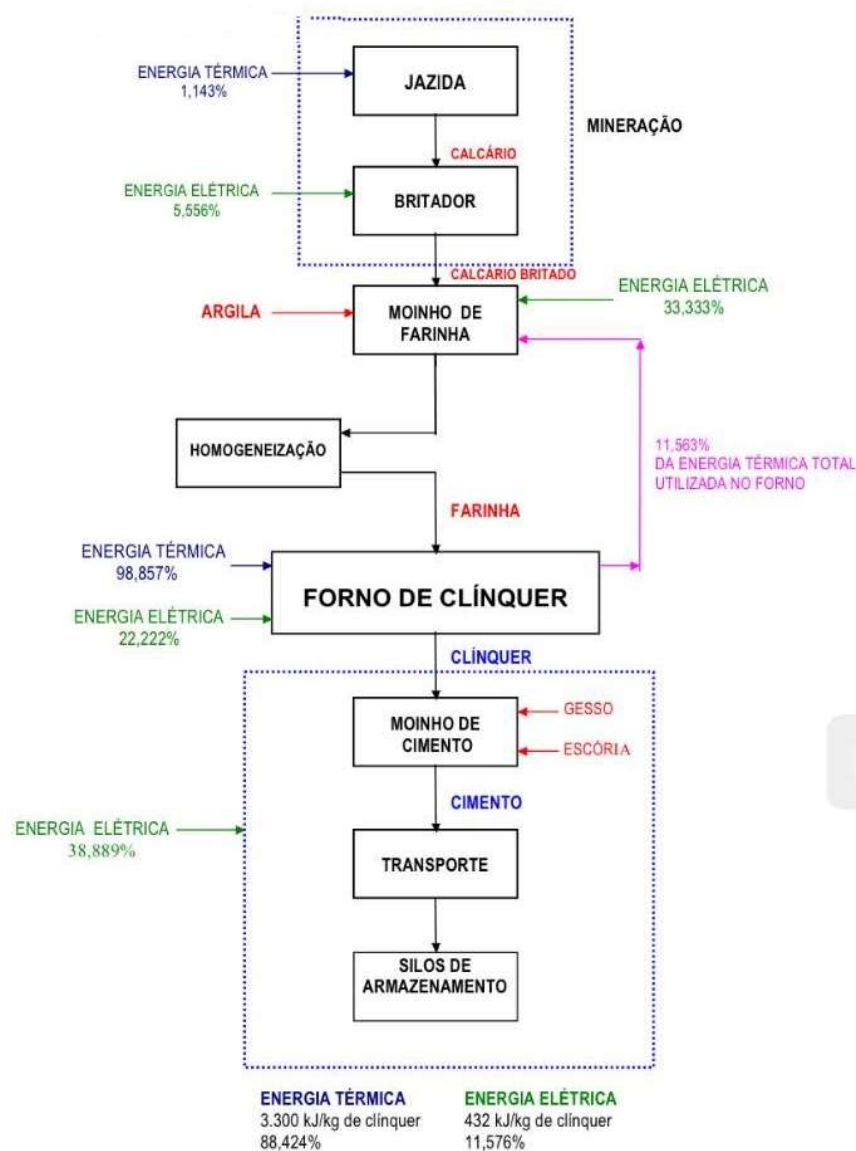 ENERGIA TÉRMICA
1,143%
JAZIDA
MINERAÇÃO
CALCÁRIO
ENERGIA ELÉTRICA
5,556%
BRITADOR
CALCÁRIO BRITADO
ARGILA
MOINHO DE
FARINHA
ENERGIA ELÉTRICA
33,333%
HOMOGENEIZAÇÃO
11,563%
DA ENERGIA TÉRMICA TOTAL
UTILIZADA NO FORNO
FARINHA
ENERGIA TÉRMICA
98,857%
FORNO DE CLÍNQUER
ENERGIA ELÉTRICA
22,222%
CLÍNQUER
MOINHO DE
CIMENTO
GESSO
ESCÓRIA
CIMENTO
ENERGIA ELÉTRICA
38,889%
TRANSPORTE
SILOS DE
ARMAZENAMENTO
ENERGIA TÉRMICA
3.300 kJ/kg de clínquer
88,424%
ENERGIA ELÉTRICA
432 kJ/kg de clínquer
11,576%